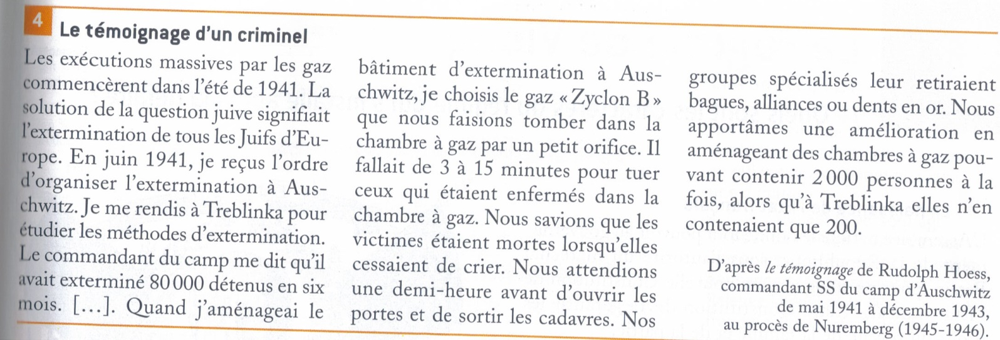 4
Le témoignage d'un criminel
Les exécutions massives par les gaz
commencèrent dans l'été de 1941. La
solution de la question juive signifiait
l'extermination de tous les Juifs d'Eu-
rope. En juin 1941, je reçus l'ordre
d'organiser l'extermination à Aus-
chwitz. Je me rendis à Treblinka pour
étudier les méthodes d'extermination.
Le commandant du camp me dit qu'il
avait exterminé 80 000 détenus en six
mois. […]. Quand j'aménageai le
bâtiment d'extermination à Aus-
chwitz, je choisis le gaz « Zyclon B »
que nous faisions tomber dans la
chambre à gaz par un petit orifice. Il
fallait de 3 à 15 minutes pour tuer
ceux qui étaient enfermés dans la
chambre à gaz. Nous savions que les
victimes étaient mortes lorsqu'elles
cessaient de crier. Nous attendions
une demi-heure avant d'ouvrir les
portes et de sortir les cadavres. Nos
groupes spécialisés leur retiraient
bagues, alliances ou dents en or. Nous
apportâmes une amélioration en
aménageant des chambres à gaz pou-
vant contenir 2 000 personnes à la
fois, alors qu'à Treblinka elles n'en
contenaient que 200.
D'après le témoignage de Rudolph Hoess,
commandant SS du camp d'Auschwitz
de mai 1941 à décembre 1943,
au procès de Nuremberg (1945-1946).